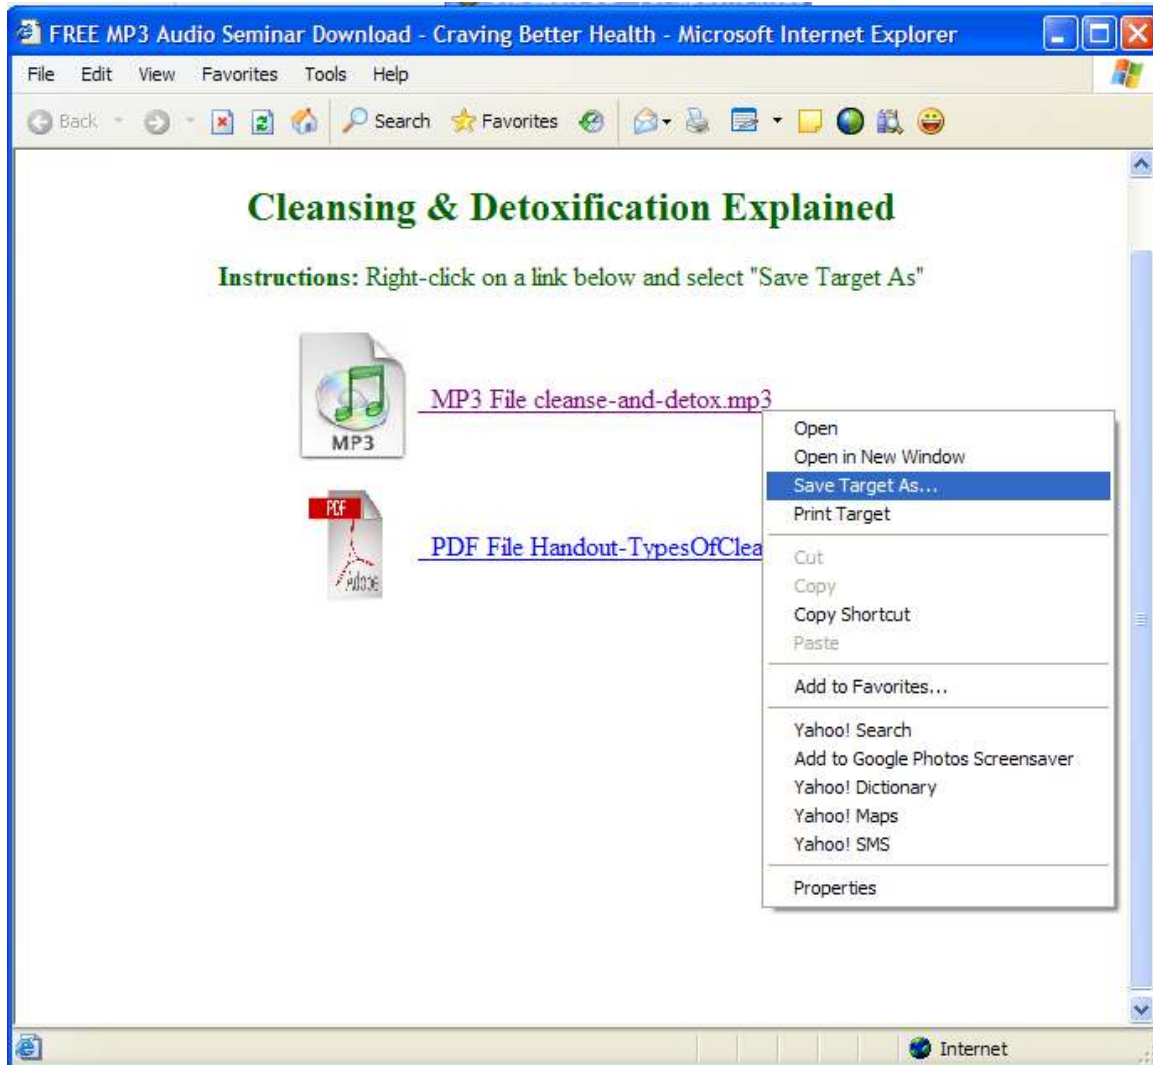 FREE MP3 Audio Seminar Download - Craving Better Health - Microsoft Internet Explorer
File Edit View Favorites Tools Help
Back Search Favorites
Cleansing & Detoxification Explained
Instructions: Right-click on a link below and select "Save Target As"
MP3
MP3 File cleanse-and-detox.mp3
PDF
Adobe
PDF File Handout-TypesOfClea
Open
Open in New Window
Save Target As...
Print Target
Cut
Copy
Copy Shortcut
Paste
Add to Favorites...
Yahoo! Search
Add to Google Photos Screensaver
Yahoo! Dictionary
Yahoo! Maps
Yahoo! SMS
Properties
Internet